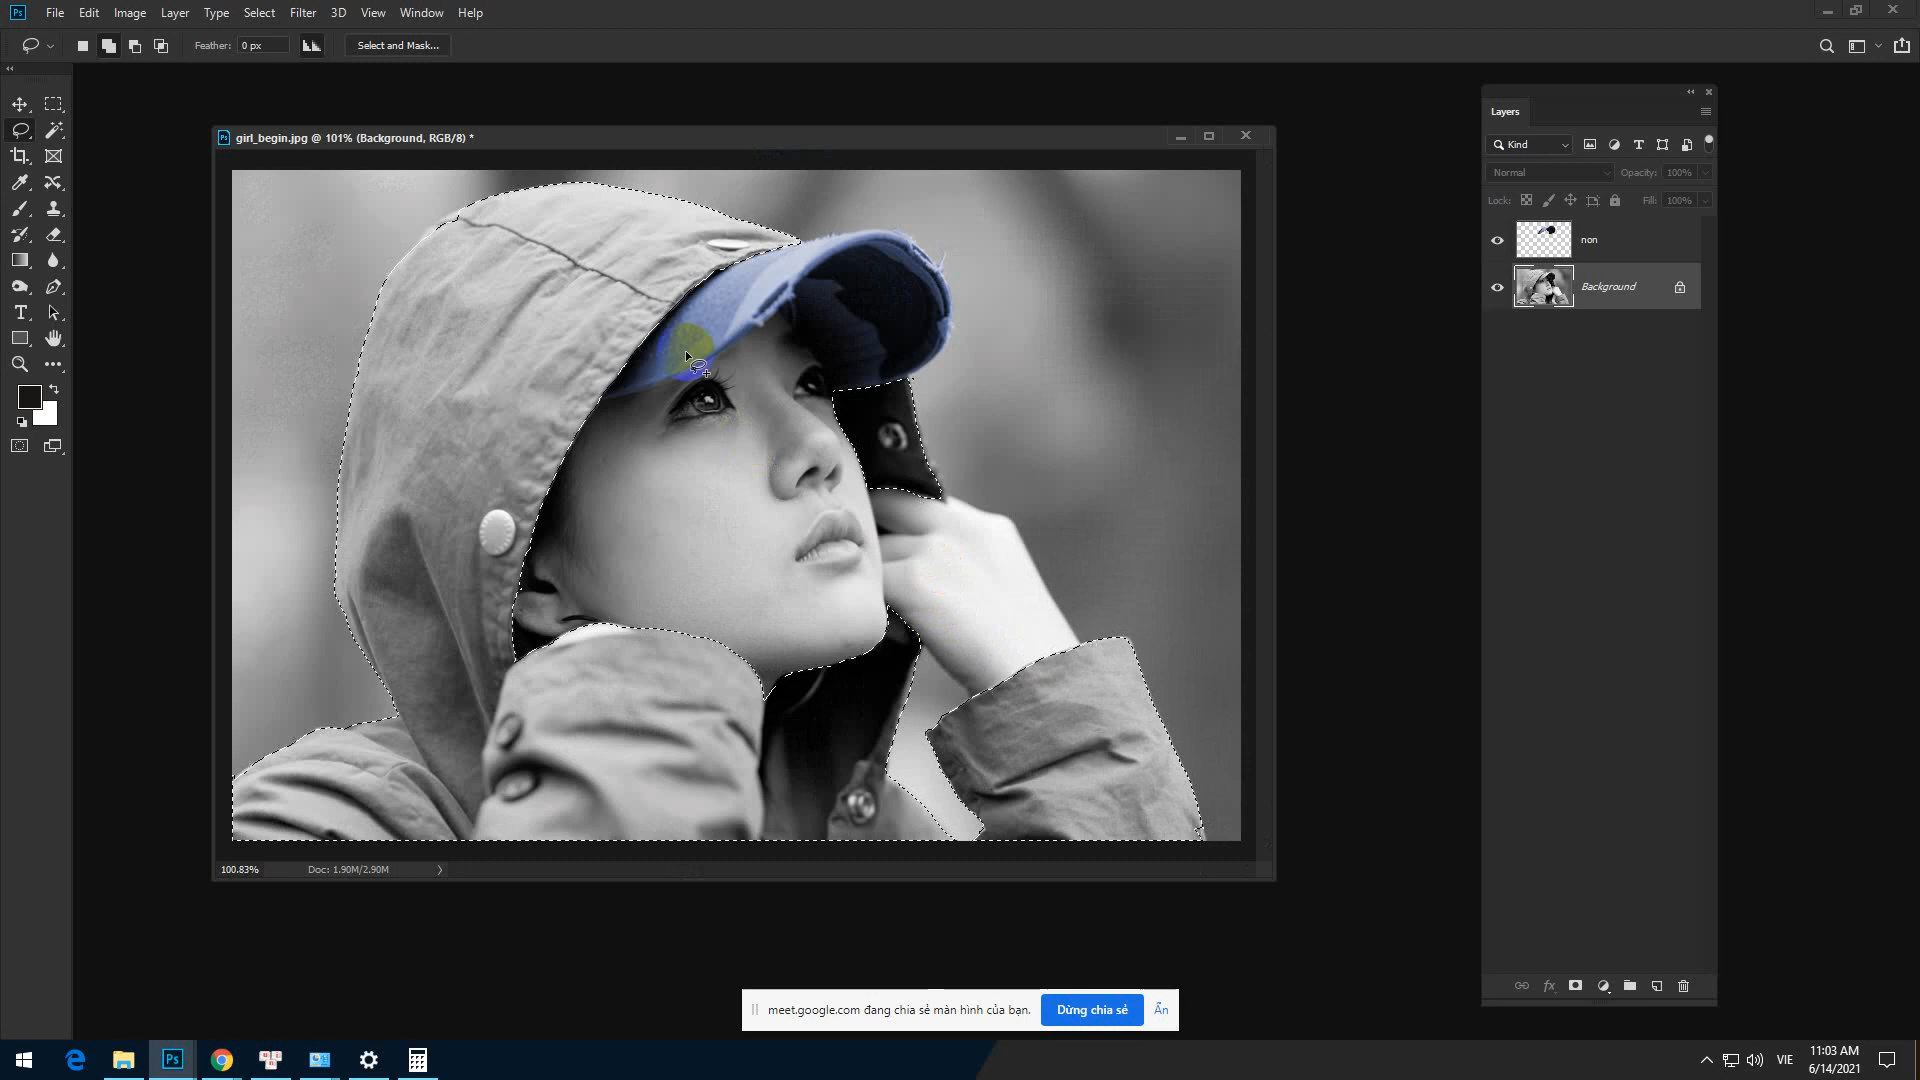 Ps File Edit Image Layer Type Select Filter 3D View Window Help
Feather: 0 px Select and Mask...
Ps girl_begin.jpg @ 101% (Background, RGB/8) *
Layers
Kind
Normal Opacity: 100%
Lock: Fill: 100%
non
Background
100.83% Doc: 1.90M/2.90M
meet.google.com đang chia sẻ màn hình của bạn. Dừng chia sẻ Ẩn
Ps VIE 11:03 AM
6/14/2021